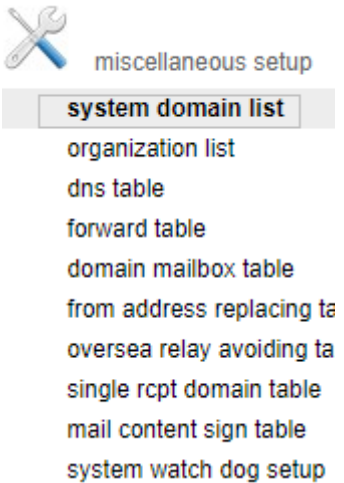 miscellaneous setup
system domain list
organization list
dns table
forward table
domain mailbox table
from address replacing ta
oversea relay avoiding ta
single rcpt domain table
mail content sign table
system watch dog setup